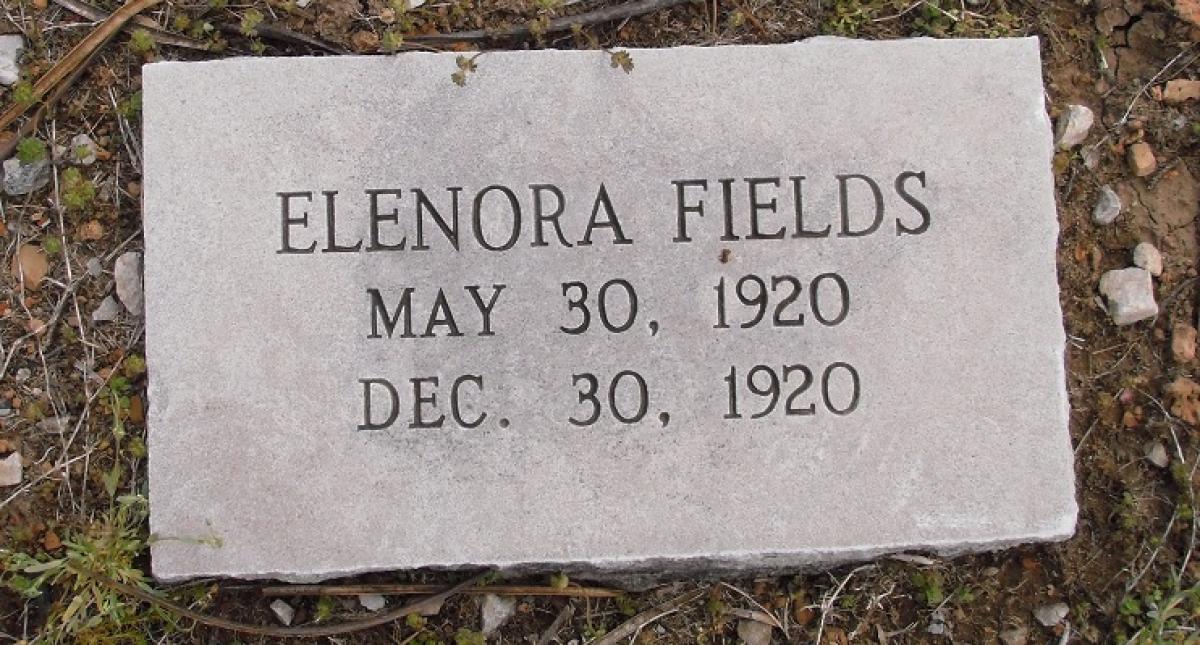 ELENORA FIELDS
MAY 30, 1920
DEC. 30, 1920